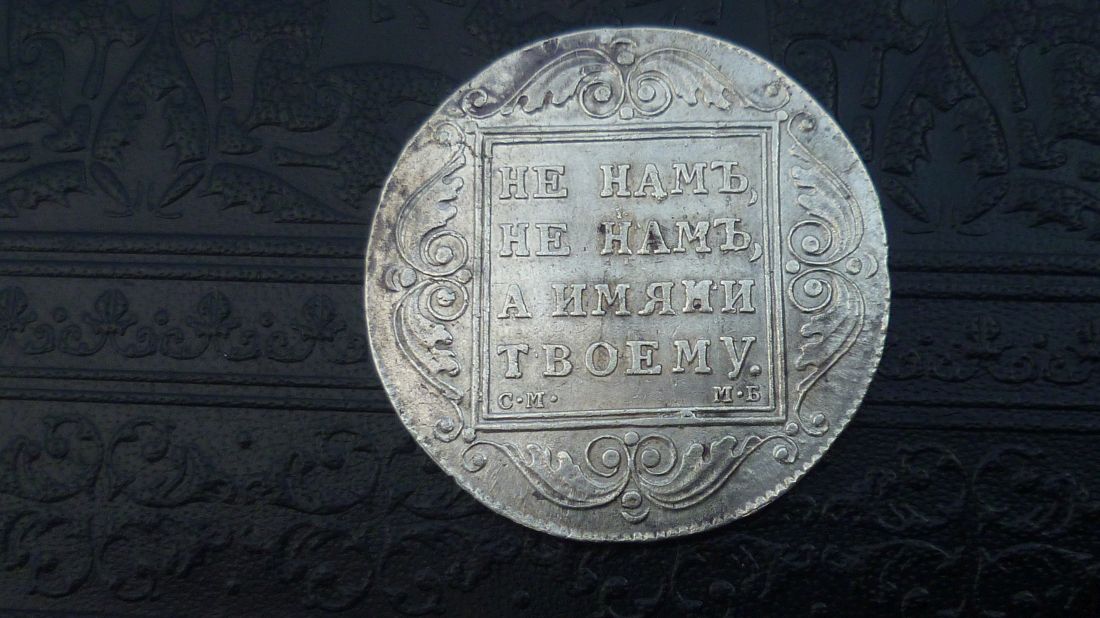 НЕ НАМЪ,
НЕ НАМЪ,
А ИМЯНИ
ТВОЕМУ.
С·М· М·Б